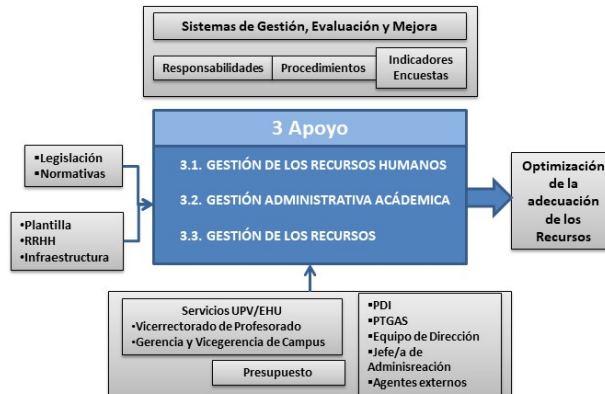 Sistemas de Gestión, Evaluación y Mejora
Responsabilidades
Procedimientos
Indicadores
Encuestas
3 Apoyo
3.1. GESTIÓN DE LOS RECURSOS HUMANOS
3.2. GESTIÓN ADMINISTRATIVA ACÁDEMICA
3.3. GESTIÓN DE LOS RECURSOS
▪Legislación
▪Normativas
•Plantilla
▪RRHH
▪Infraestructura
Optimización
de la
adecuación
de los
Recursos
Servicios UPV/EHU
•Vicerrectorado de Profesorado
•Gerencia y Vicegerencia de Campus
Presupuesto
▪PDI
▪PTGAS
▪Equipo de Dirección
▪Jefe/a de
Adminisreación
▪Agentes externos